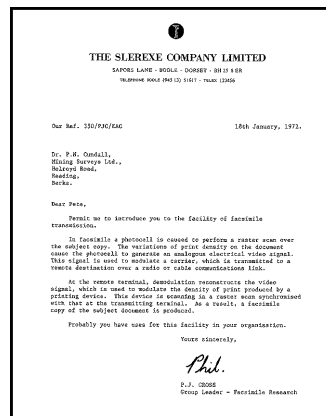 THE SLEREXE COMPANY LIMITED
SAPORS LANE - BOOLE - DORSET - BH 25 8 ER
TELEPHONE BOOLE (945 13) 51617 - TELEX 123456
Our Ref. 350/PJC/EAC
18th January, 1972.
Dr. P.N. Cundall,
Mining Surveys Ltd.,
Holroyd Road,
Reading,
Berks.
Dear Pete,
Permit me to introduce you to the facility of facsimile
transmission.
In facsimile a photocell is caused to perform a raster scan over
the subject copy. The variations of print density on the document
cause the photocell to generate an analogous electrical video signal.
This signal is used to modulate a carrier, which is transmitted to a
remote destination over a radio or cable communications link.
At the remote terminal, demodulation reconstructs the video
signal, which is used to modulate the density of print produced by a
printing device. This device is scanning in a raster scan synchronised
with that at the transmitting terminal. As a result, a facsimile
copy of the subject document is produced.
Probably you have uses for this facility in your organisation.
Yours sincerely,
Phil.
P.J. CROSS
Group Leader - Facsimile Research